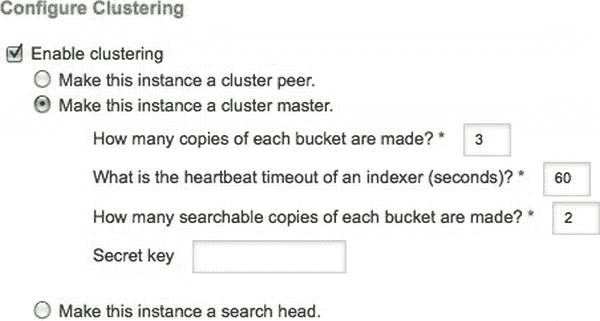 Configure Clustering
Enable clustering
Make this instance a cluster peer.
Make this instance a cluster master.
How many copies of each bucket are made? * 3
What is the heartbeat timeout of an indexer (seconds)? * 60
How many searchable copies of each bucket are made? * 2
Secret key
Make this instance a search head.